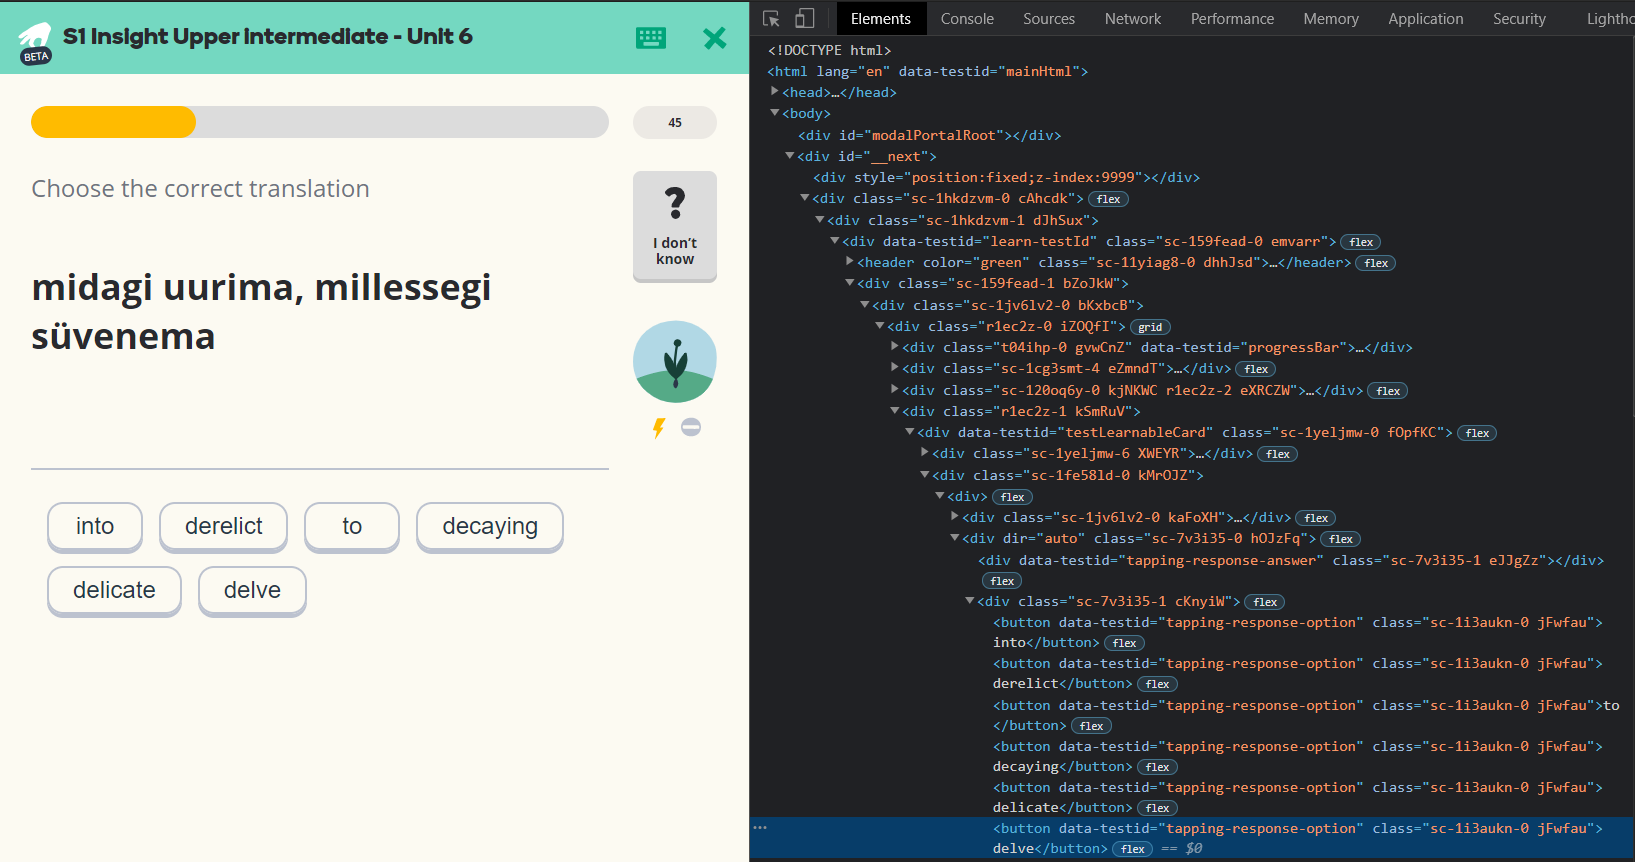 S1 Insight Upper intermediate - Unit 6
BETA
45
Choose the correct translation
?
I don't
know
midagi uurima, millessegi
süvenema
into derelict to decaying
delicate delve
Elements Console Sources Network Performance Memory Application Security Lightho
<!DOCTYPE html>
<html lang="en" data-testid="mainHtml">
<head>…</head>
<body>
<div id="modalPortalRoot"></div>
<div id="__next">
<div style="position:fixed;z-index:9999"></div>
<div class="sc-1hkdzvm-0 cAhcdk"> flex
<div class="sc-1hkdzvm-1 dJhSux">
<div data-testid="learn-testId" class="sc-159fead-0 emvarr"> flex
<header color="green" class="sc-11yiag8-0 dhhJsd">…</header> flex
<div class="sc-159fead-1 bZoJkW">
<div class="sc-1jv6lv2-0 bKxbcB">
<div class="r1ec2z-0 iZOQfI"> grid
<div class="t04ihp-0 gvwCnZ" data-testid="progressBar">…</div>
<div class="sc-1cg3smt-4 eZmndT">…</div> flex
<div class="sc-120oq6y-0 kjNKWC r1ec2z-2 eXRCZW">…</div> flex
<div class="r1ec2z-1 kSmRuV">
<div data-testid="testLearnableCard" class="sc-1yeljmw-0 fOpfKC"> flex
<div class="sc-1yeljmw-6 XWEYR">…</div> flex
<div class="sc-1fe58ld-0 kMrOJZ">
<div> flex
<div class="sc-1jv6lv2-0 kaFoXH">…</div> flex
<div dir="auto" class="sc-7v3i35-0 hOJzFq"> flex
<div data-testid="tapping-response-answer" class="sc-7v3i35-1 eJJgZz"></div>
flex
<div class="sc-7v3i35-1 cKnyiW"> flex
<button data-testid="tapping-response-option" class="sc-1i3aukn-0 jFwfau">
into</button> flex
<button data-testid="tapping-response-option" class="sc-1i3aukn-0 jFwfau">
derelict</button> flex
<button data-testid="tapping-response-option" class="sc-1i3aukn-0 jFwfau">to
</button> flex
<button data-testid="tapping-response-option" class="sc-1i3aukn-0 jFwfau">
decaying</button> flex
<button data-testid="tapping-response-option" class="sc-1i3aukn-0 jFwfau">
delicate</button> flex
<button data-testid="tapping-response-option" class="sc-1i3aukn-0 jFwfau">
delve</button> flex == $0